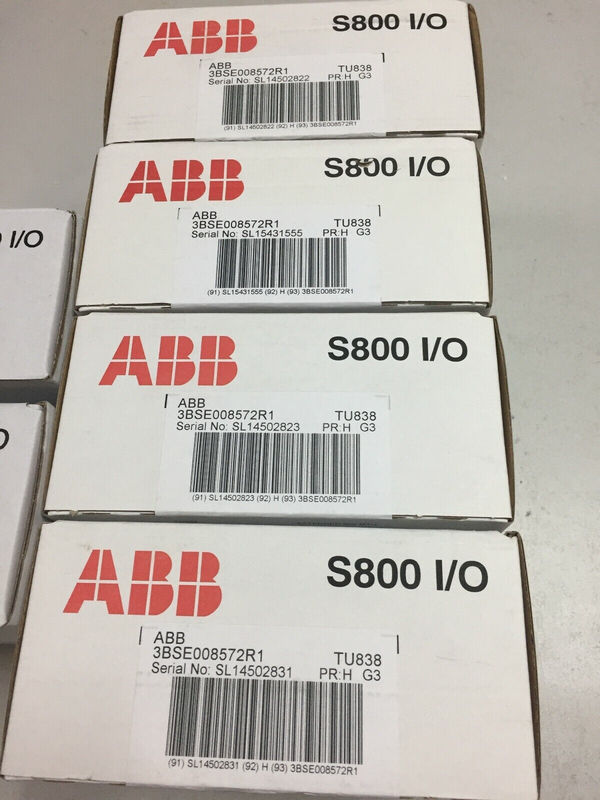 ABB
S800 I/O
ABB
3BSE008572R1 TU838
Serial No: SL14502822 PR:H G3
(91) SL14502822 (92) H (93) 3BSE008572R1
ABB
S800 I/O
ABB
3BSE008572R1 TU838
Serial No: SL15431555 PR:H G3
(91) SL15431555 (92) H (93) 3BSE008572R1
I/O
ABB
S800 I/O
ABB
3BSE008572R1 TU838
Serial No: SL14502823 PR:H G3
(91) SL14502823 (92) H (93) 3BSE008572R1
ABB
S800 I/O
ABB
3BSE008572R1 TU838
Serial No: SL14502831 PR:H G3
(91) SL14502831 (92) H (93) 3BSE008572R1